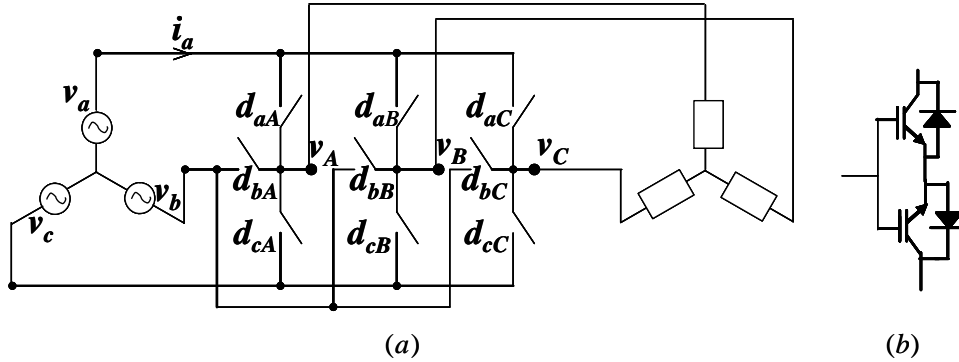 i_a
v_a
d_aA d_aB d_aC
v_A v_B v_C
v_b d_bA d_bB d_bC
v_c
d_cA d_cB d_cC
(a) (b)